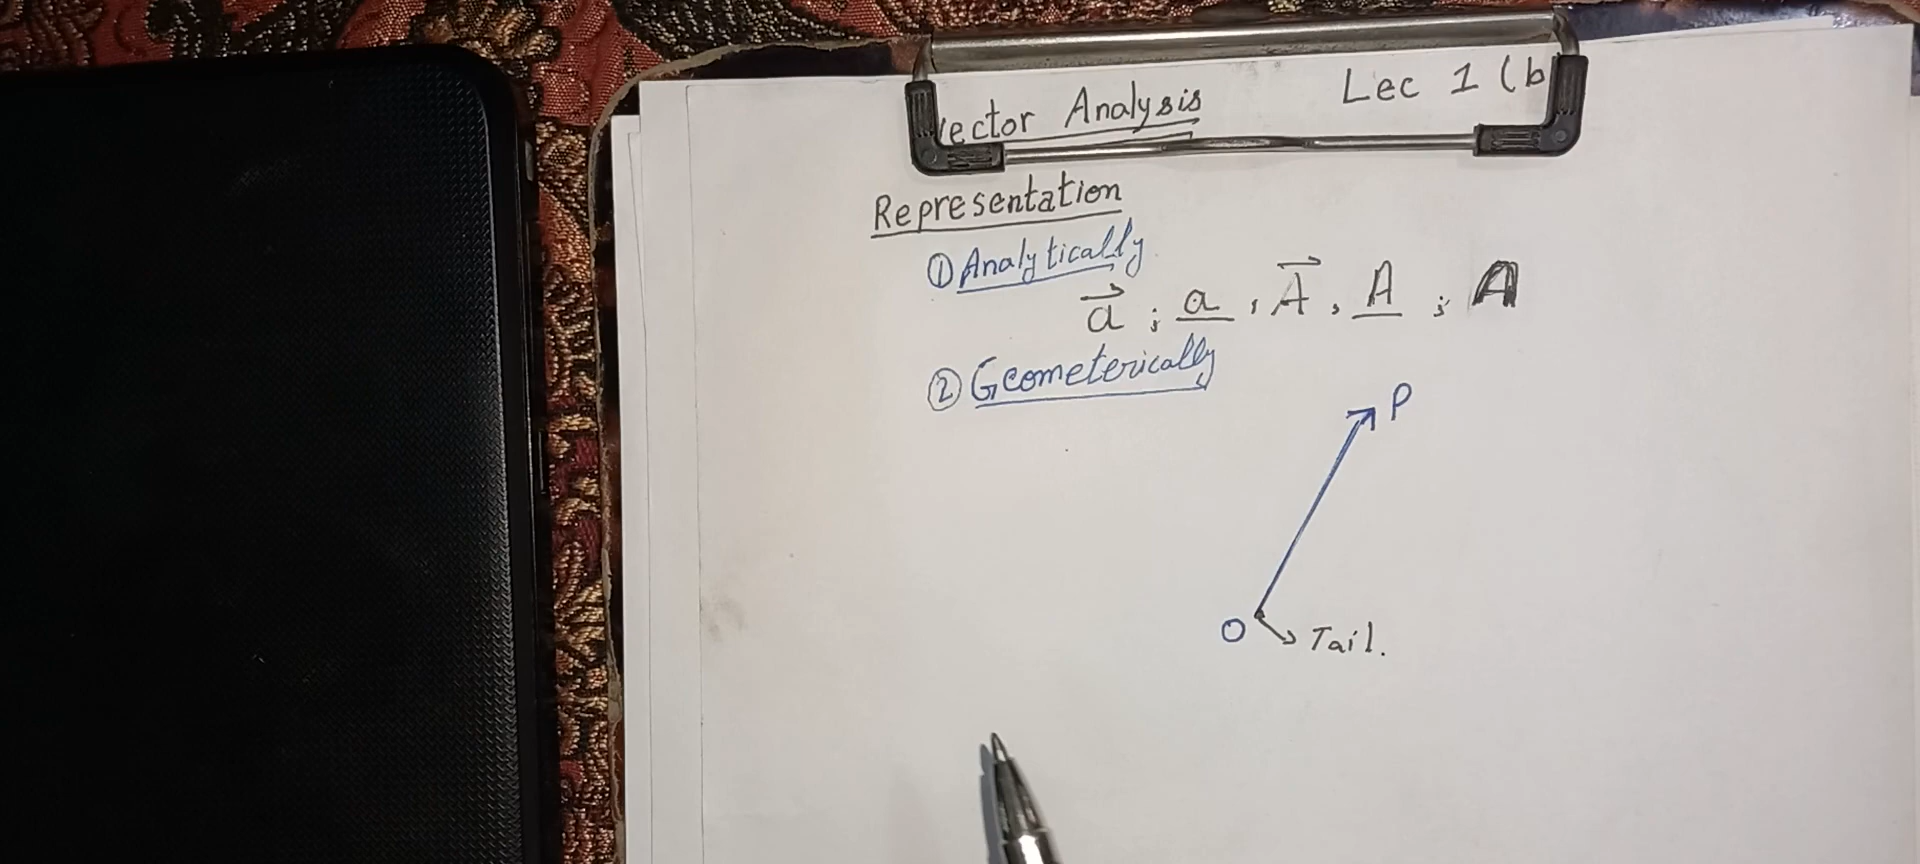 Vector Analysis Lec 1 (b
Representation
① Analytically
a⃗ ; a̲ , A⃗ , A̲ ; A
② Geometerically
P
O Tail.